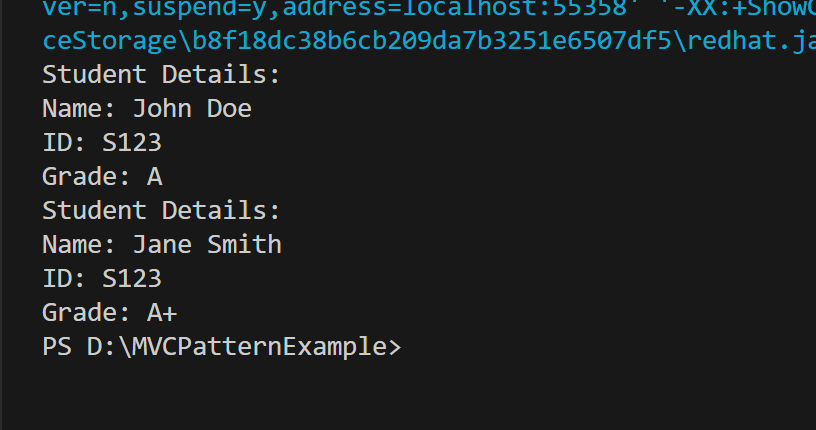 ver=n,suspend=y,address=localhost:55358' '-XX:+Show
ceStorage\b8f18dc38b6cb209da7b3251e6507df5\redhat.ja
Student Details:
Name: John Doe
ID: S123
Grade: A
Student Details:
Name: Jane Smith
ID: S123
Grade: A+
PS D:\MVCPatternExample>